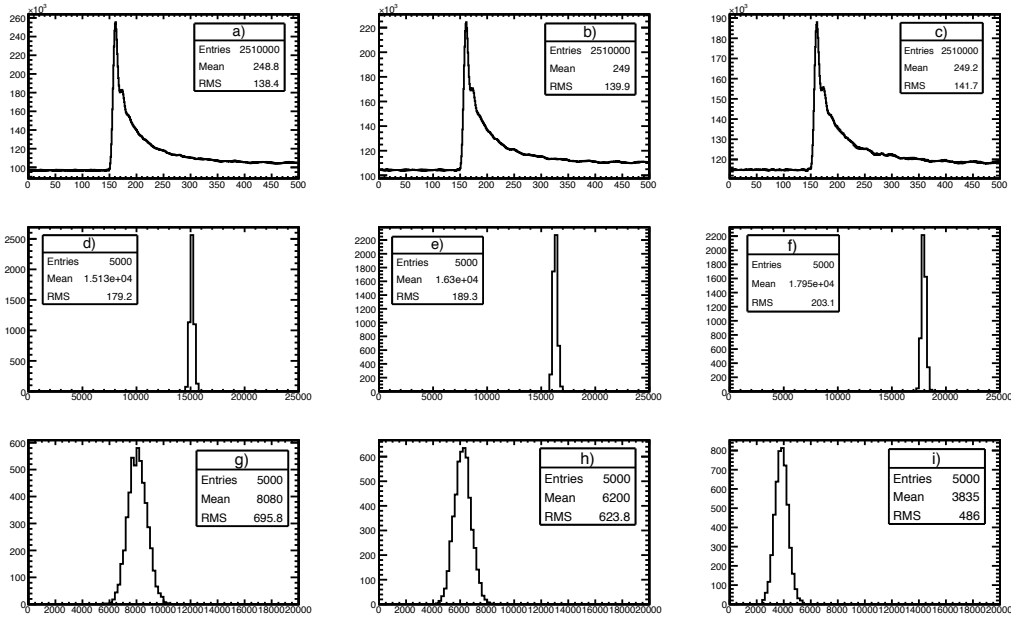 ×10³
260
240
220
200
180
160
140
120
100
0 50 100 150 200 250 300 350 400 450 500
a)
Entries 2510000
Mean 248.8
RMS 138.4
×10³
220
200
180
160
140
120
100
0 50 100 150 200 250 300 350 400 450 500
b)
Entries 2510000
Mean 249
RMS 139.9
×10³
190
180
170
160
150
140
130
120
0 50 100 150 200 250 300 350 400 450 500
c)
Entries 2510000
Mean 249.2
RMS 141.7
2500
2000
1500
1000
500
0
0 5000 10000 15000 20000 25000
d)
Entries 5000
Mean 1.513e+04
RMS 179.2
2200
2000
1800
1600
1400
1200
1000
800
600
400
200
0
0 5000 10000 15000 20000 25000
e)
Entries 5000
Mean 1.63e+04
RMS 189.3
2200
2000
1800
1600
1400
1200
1000
800
600
400
200
0
0 5000 10000 15000 20000 25000
f)
Entries 5000
Mean 1.795e+04
RMS 203.1
600
500
400
300
200
100
0
0 2000 4000 6000 8000 10000 12000 14000 16000 18000 20000
g)
Entries 5000
Mean 8080
RMS 695.8
600
500
400
300
200
100
0
0 2000 4000 6000 8000 10000 12000 14000 16000 18000 20000
h)
Entries 5000
Mean 6200
RMS 623.8
800
700
600
500
400
300
200
100
0
0 2000 4000 6000 8000 10000 12000 14000 16000 18000 20000
i)
Entries 5000
Mean 3835
RMS 486